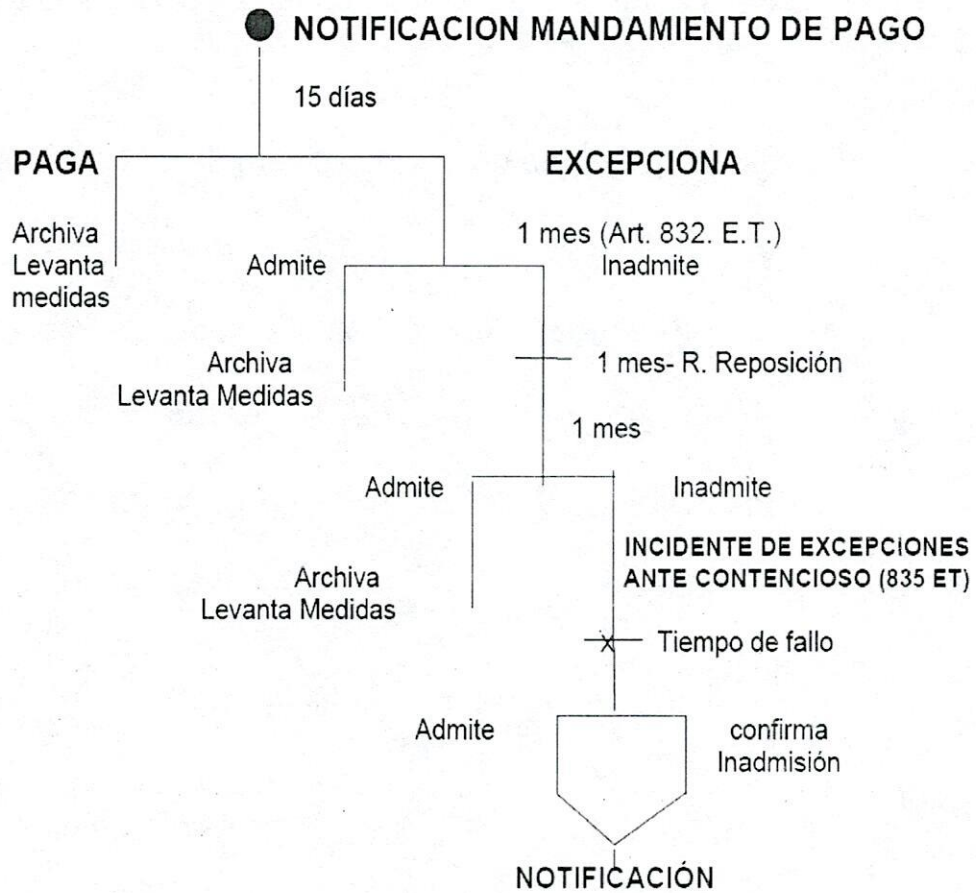 NOTIFICACION MANDAMIENTO DE PAGO
15 días
PAGA
EXCEPCIONA
Archiva
Levanta
medidas
Admite
1 mes (Art. 832. E.T.)
Inadmite
Archiva
Levanta Medidas
1 mes- R. Reposición
1 mes
Admite
Inadmite
INCIDENTE DE EXCEPCIONES
ANTE CONTENCIOSO (835 ET)
Archiva
Levanta Medidas
Tiempo de fallo
Admite
confirma
Inadmisión
NOTIFICACIÓN